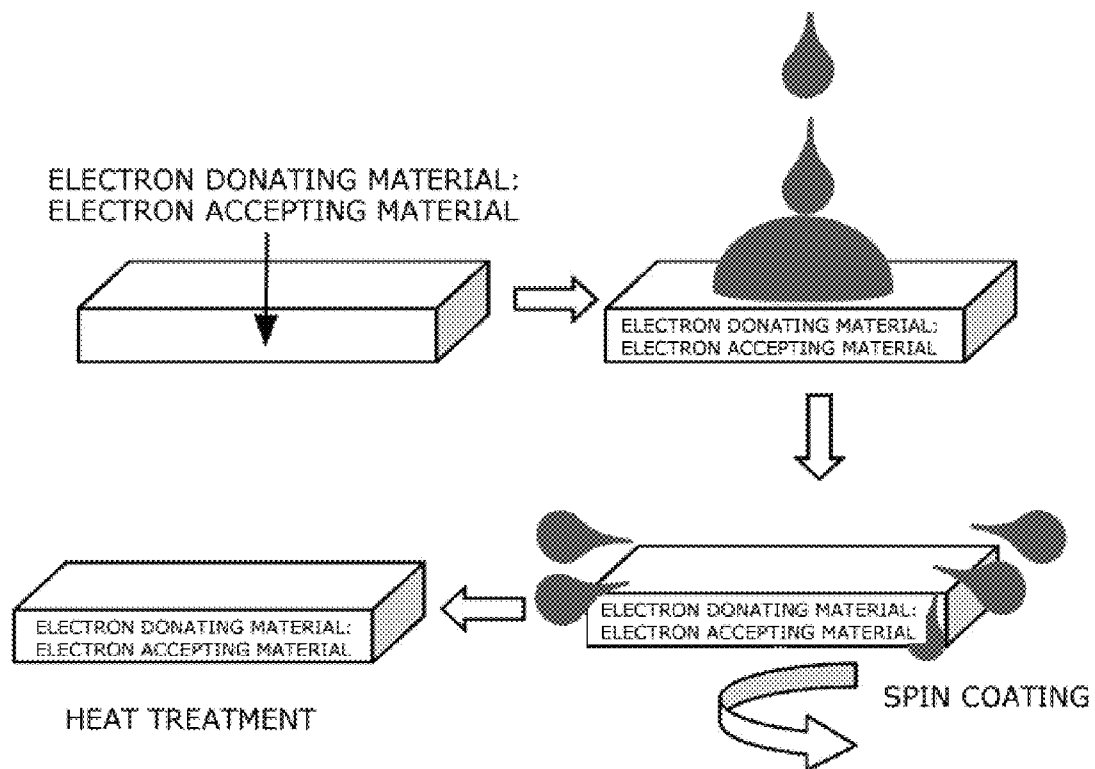 ELECTRON DONATING MATERIAL:
ELECTRON ACCEPTING MATERIAL
ELECTRON DONATING MATERIAL:
ELECTRON ACCEPTING MATERIAL
ELECTRON DONATING MATERIAL:
ELECTRON ACCEPTING MATERIAL
SPIN COATING
ELECTRON DONATING MATERIAL:
ELECTRON ACCEPTING MATERIAL
HEAT TREATMENT